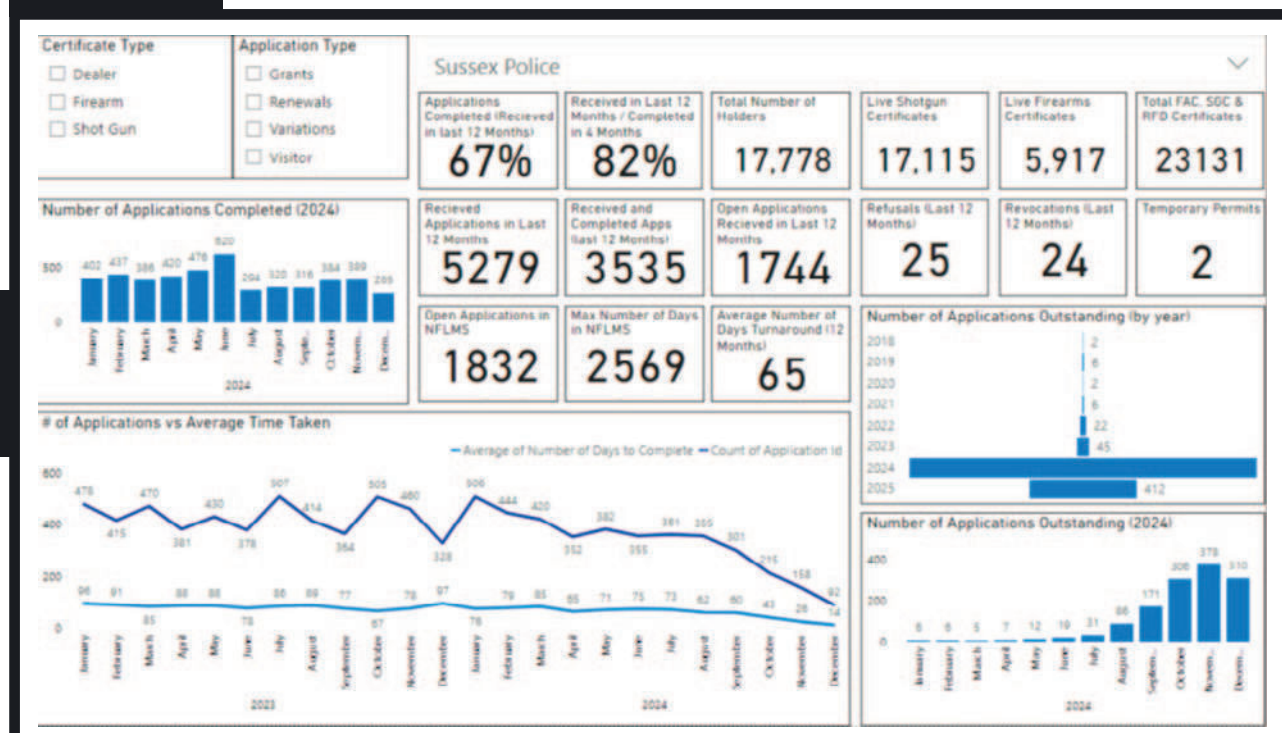 Certificate Type
Dealer
Firearm
Shot Gun
Application Type
Grants
Renewals
Variations
Visitor
Sussex Police
Applications
Completed (Recieved
in last 12 Months)
67%
Received in Last 12
Months / Completed
in 4 Months
82%
Total Number of
Holders
17,778
Live Shotgun
Certificates
17,115
Live Firearms
Certificates
5,917
Total FAC, SGC &
RFD Certificates
23131
Number of Applications Completed (2024)
500
0
402 437 386 420 476 620 294 320 316 384 389
January February March April May June July August Septe... October Novem... Decem...
2024
Recieved
Applications in Last
12 Months
5279
Received and
Completed Apps
(last 12 Months)
3535
Open Applications
Recieved in Last 12
Months
1744
Refusals (Last 12
Months)
25
Revocations (Last
12 Months)
24
Temporary Permits
2
Open Applications in
NFLMS
1832
Max Number of Days
in NFLMS
2569
Average Number of
Days Turnaround (12
Months)
65
Number of Applications Outstanding (by year)
2018 2
2019 6
2020 2
2021 6
2022 22
2023 45
2024
2025 412
# of Applications vs Average Time Taken
Average of Number of Days to Complete Count of Application Id
600
400
200
0
476 415 470 381 430 378 507 414 364 505 460 328 506 444 420 352 382 355 361 355 301 215 158 92
96 91 85 88 88 78 86 89 77 67 78 97 76 79 85 65 71 75 73 62 60 43 26 14
January February March April May June July August September October November December January February March April May June July August September October November December
2023 2024
Number of Applications Outstanding (2024)
400
200
0
6 6 5 7 12 19 31 86 171 306 378 310
January February March April May June July August Septem... October Novem... Decem...
2024